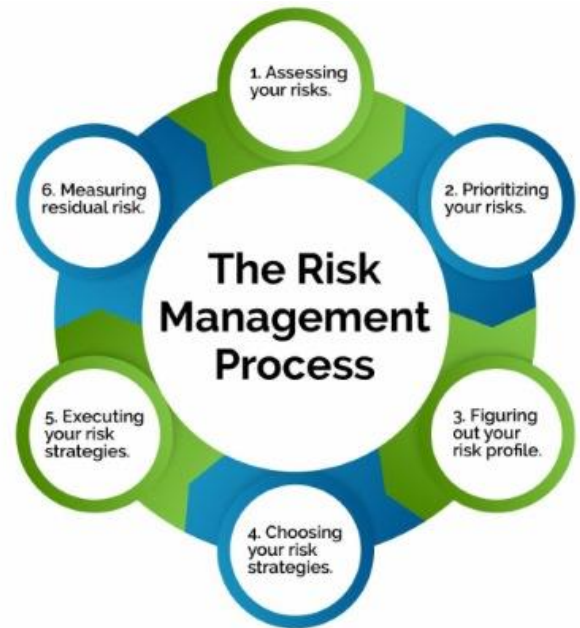 The Risk
Management
Process
1. Assessing
your risks.
2. Prioritizing
your risks.
3. Figuring
out your
risk profile.
4. Choosing
your risk
strategies.
5. Executing
your risk
strategies.
6. Measuring
residual risk.